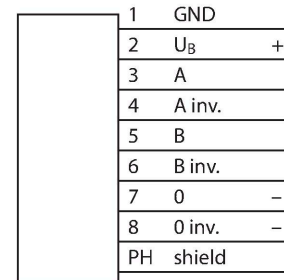 1 GND
2 U_B +
3 A
4 A inv.
5 B
6 B inv.
7 0 –
8 0 inv. –
PH shield